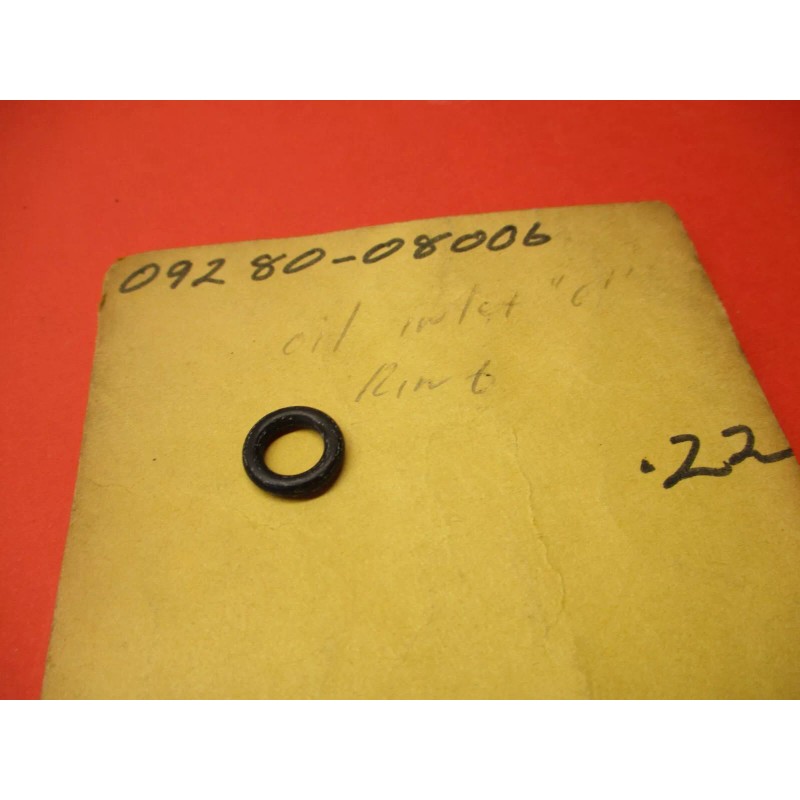 09280-08006
oil inlet "O"
Ring
.22